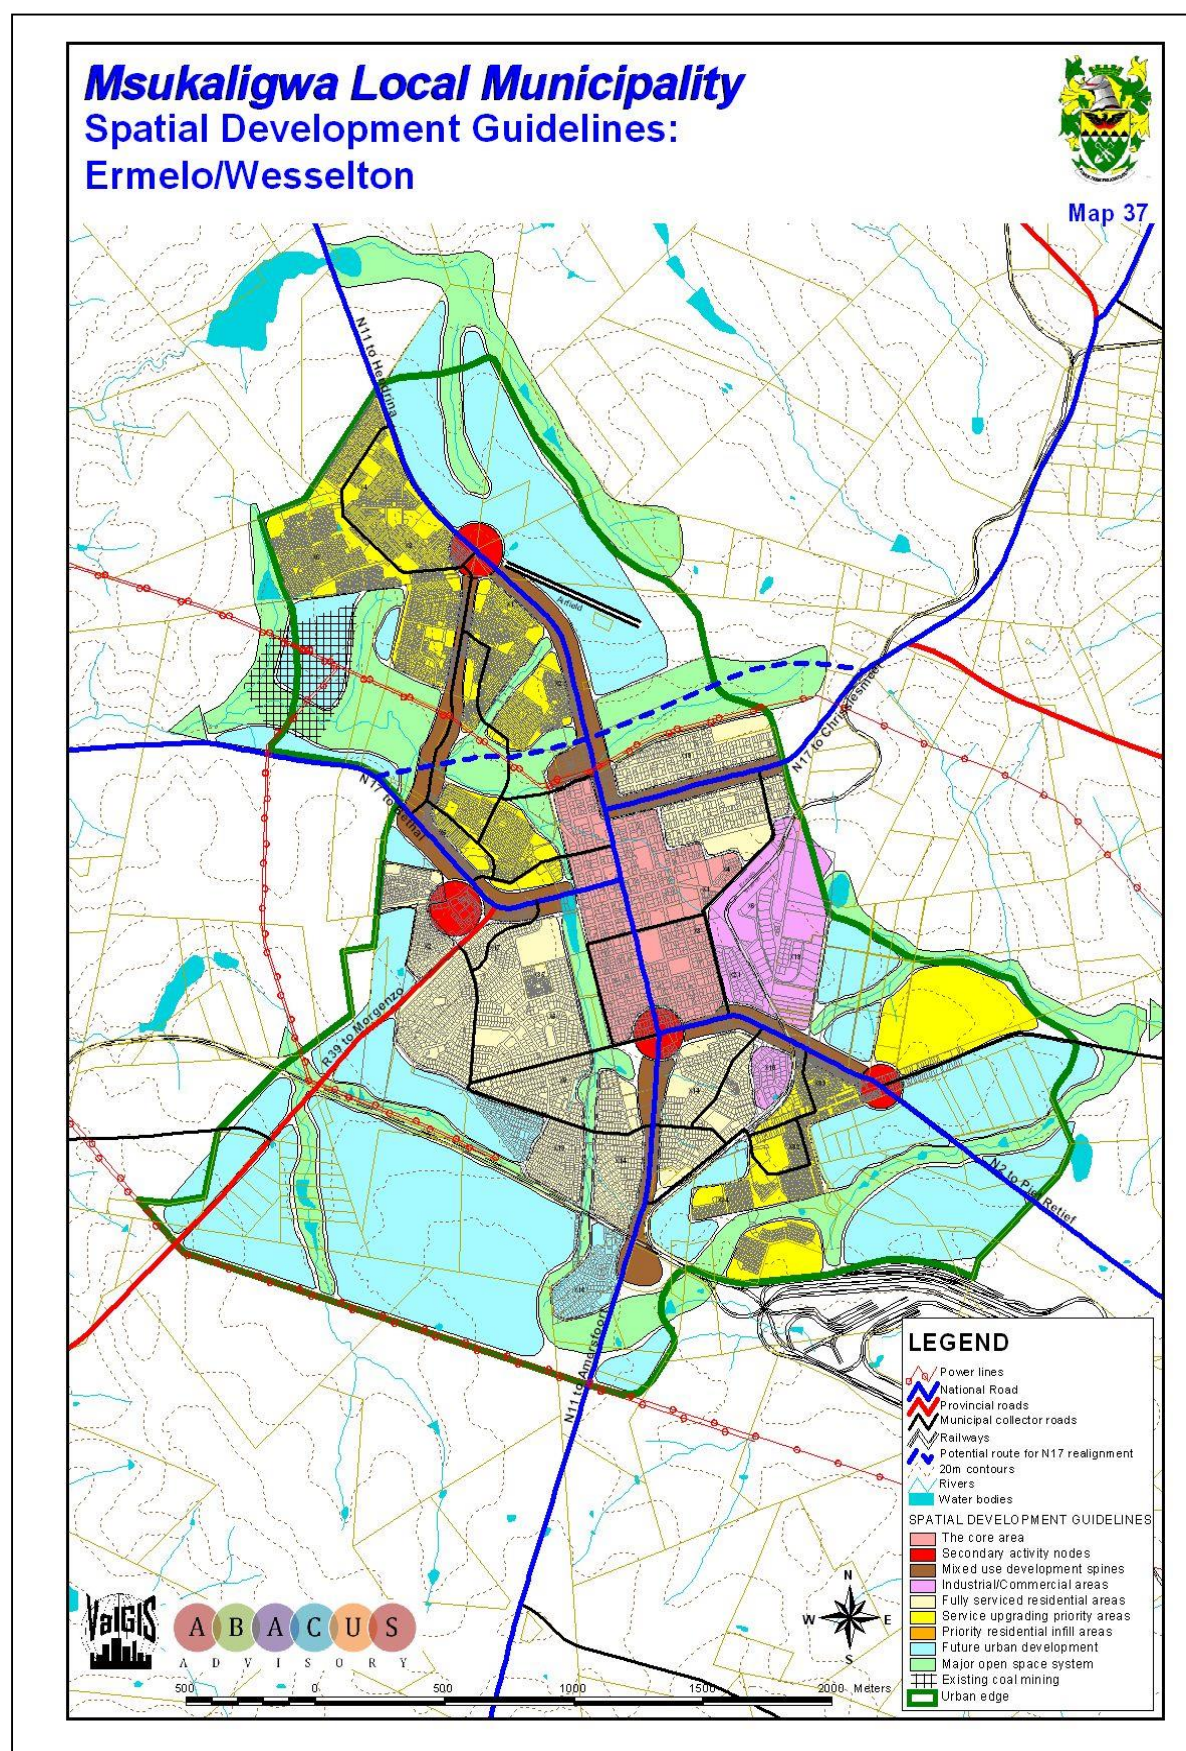 Msukaligwa Local Municipality
Spatial Development Guidelines:
Ermelo/Wesselton
Map 37
N11 to Hendrina
Airfield
N17 to Chrissiesmeer
N17 to Bethal
R39 to Morgenzo
N2 to Piet Retief
N11 to Amersfoort
LEGEND
Power lines
National Road
Provincial roads
Municipal collector roads
Railways
Potential route for N17 realignment
20m contours
Rivers
Water bodies
SPATIAL DEVELOPMENT GUIDELINES
The core area
Secondary activity nodes
Mixed use development spines
Industrial/Commercial areas
Fully serviced residential areas
Service upgrading priority areas
Priority residential infill areas
Future urban development
Major open space system
Existing coal mining
Urban edge
N
W E
S
ValGIS
ABACUS
ADVISORY
500 0 500 1000 1500 2000 Meters